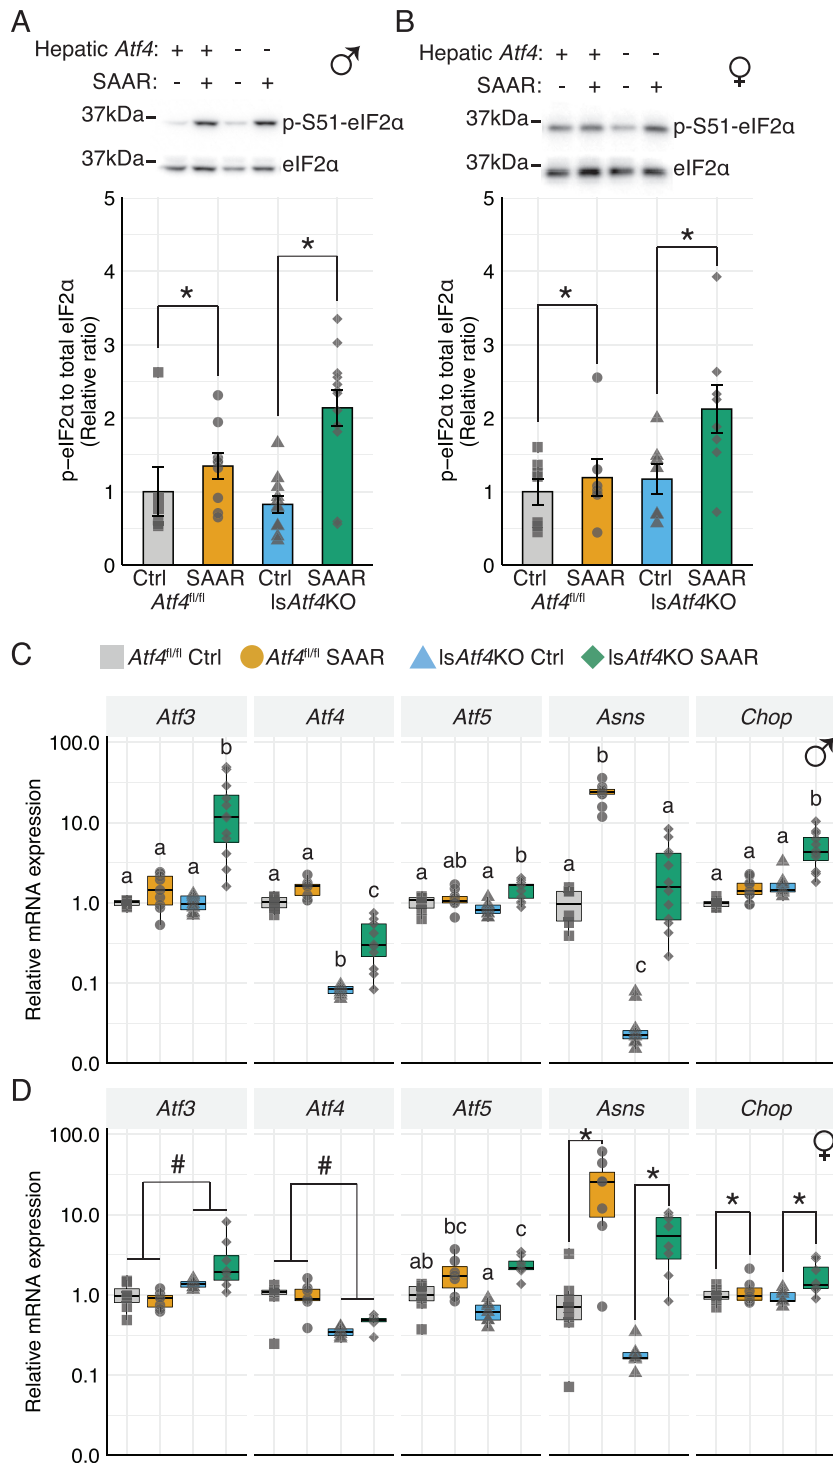 A
Hepatic Atf4: + + - -
♂
SAAR: - + - +
37kDa
p-S51-eIF2α
37kDa
eIF2α
p–eIF2α to total eIF2α
(Relative ratio)
5
4
3
2
1
0
*
*
Ctrl SAAR Ctrl SAAR
Atf4fl/fl lsAtf4KO
B
Hepatic Atf4: + + - -
♀
SAAR: - + - +
37kDa
p-S51-eIF2α
37kDa
eIF2α
p–eIF2α to total eIF2α
(Relative ratio)
5
4
3
2
1
0
*
*
Ctrl SAAR Ctrl SAAR
Atf4fl/fl lsAtf4KO
C
Atf4fl/fl Ctrl Atf4fl/fl SAAR lsAtf4KO Ctrl lsAtf4KO SAAR
Atf3 Atf4 Atf5 Asns Chop
♂
Relative mRNA expression
100.0
10.0
1.0
0.1
0.0
a a a b
a a b c
a ab a b
a b c a
a a a b
D
Atf3 Atf4 Atf5 Asns Chop
♀
Relative mRNA expression
100.0
10.0
1.0
0.1
0.0
#
#
ab bc a c
* *
* *